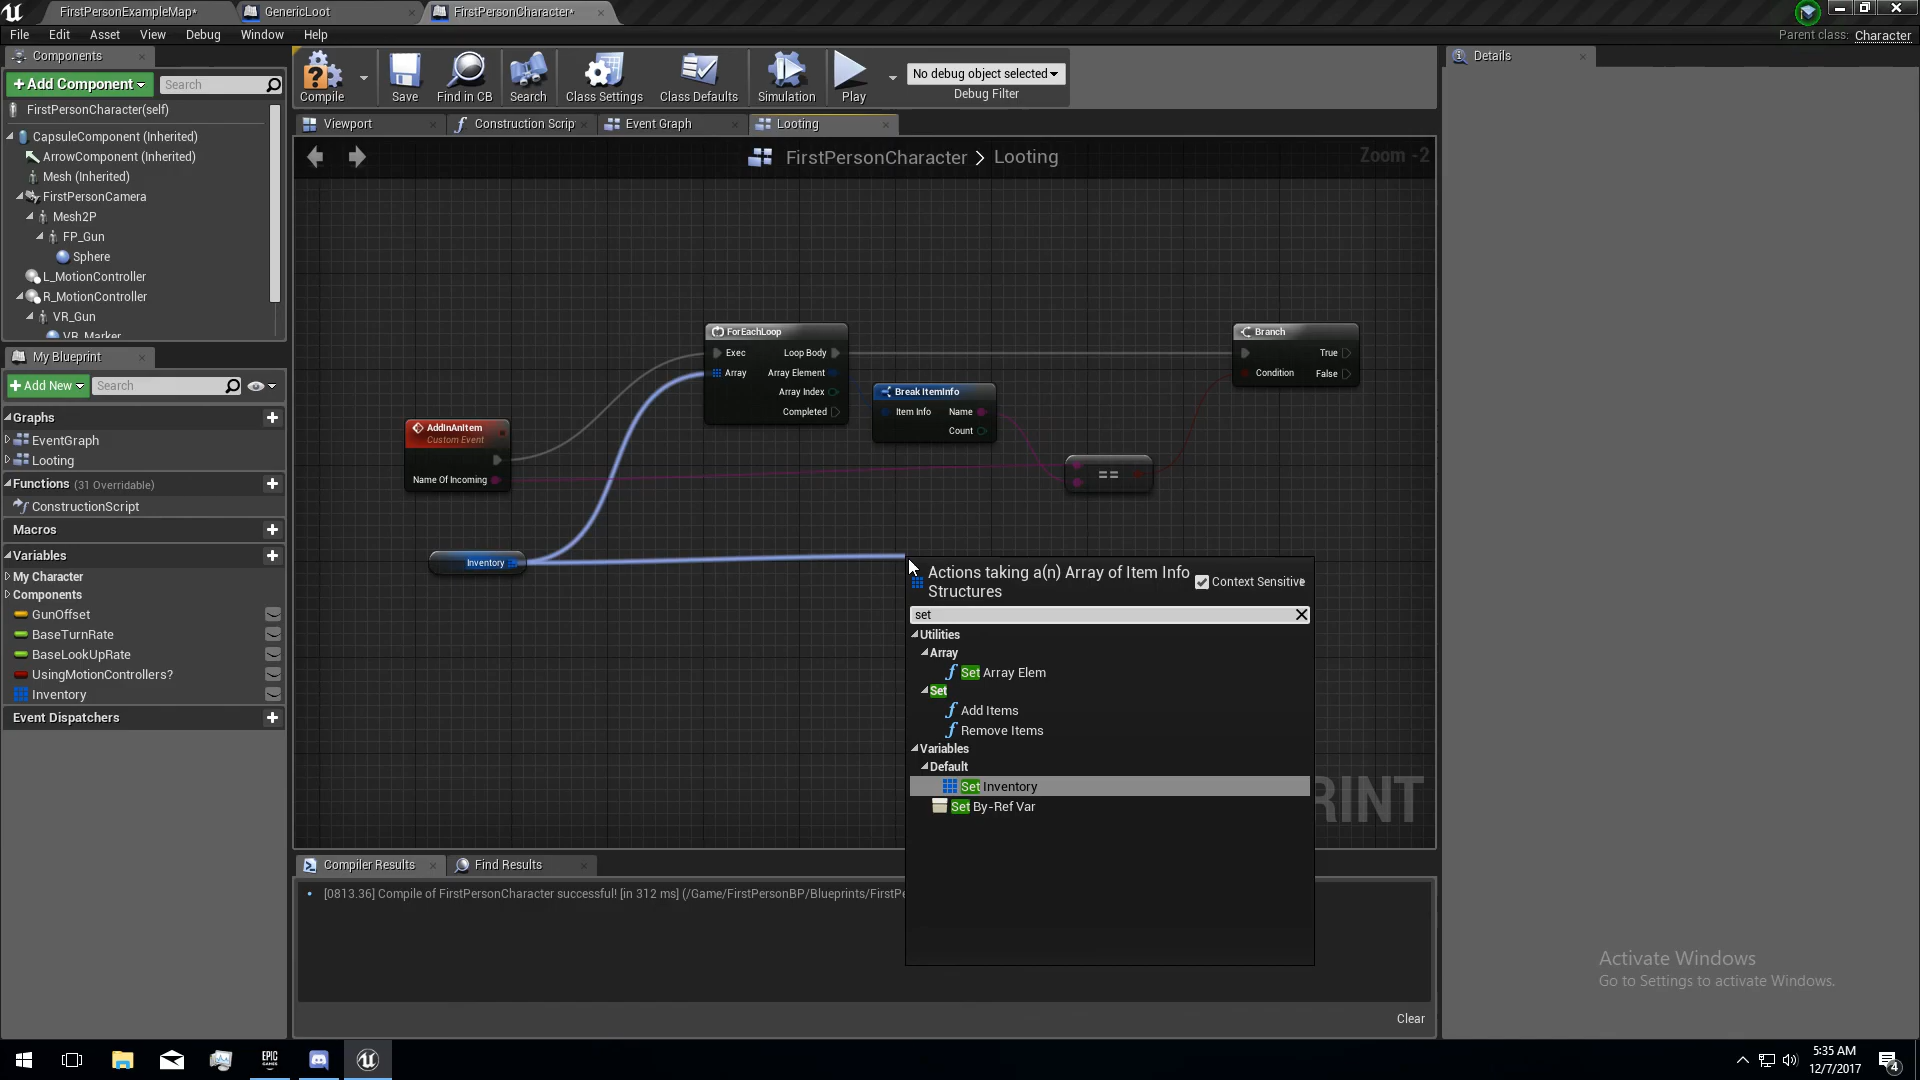 FirstPersonExampleMap*
GenericLoot
FirstPersonCharacter*
File Edit Asset View Debug Window Help
Parent class: Character
Components
+Add Component
Search
FirstPersonCharacter(self)
CapsuleComponent (Inherited)
ArrowComponent (Inherited)
Mesh (Inherited)
FirstPersonCamera
Mesh2P
FP_Gun
Sphere
L_MotionController
R_MotionController
VR_Gun
VR_Marker
Compile
Save
Find in CB
Search
Class Settings
Class Defaults
Simulation
Play
No debug object selected
Debug Filter
Details
Viewport
Construction Scrip
Event Graph
Looting
FirstPersonCharacter > Looting
Zoom -2
My Blueprint
+Add New
Search
Graphs
EventGraph
Looting
Functions (31 Overridable)
ConstructionScript
Macros
Variables
My Character
Components
GunOffset
BaseTurnRate
BaseLookUpRate
UsingMotionControllers?
Inventory
Event Dispatchers
AddInAnItem
Custom Event
Name Of Incoming
Inventory
ForEachLoop
Exec Loop Body
Array Array Element
Array Index
Completed
Break ItemInfo
Item Info Name
Count
==
Branch
True
Condition False
Actions taking a(n) Array of Item Info
Structures
Context Sensitive
set
Utilities
Array
Set Array Elem
Set
Add Items
Remove Items
Variables
Default
Set Inventory
Set By-Ref Var
RINT
Compiler Results
Find Results
[0813.36] Compile of FirstPersonCharacter successful! [in 312 ms] (/Game/FirstPersonBP/Blueprints/FirstPe
Clear
Activate Windows
Go to Settings to activate Windows.
EPIC
GAMES
5:35 AM
12/7/2017
4